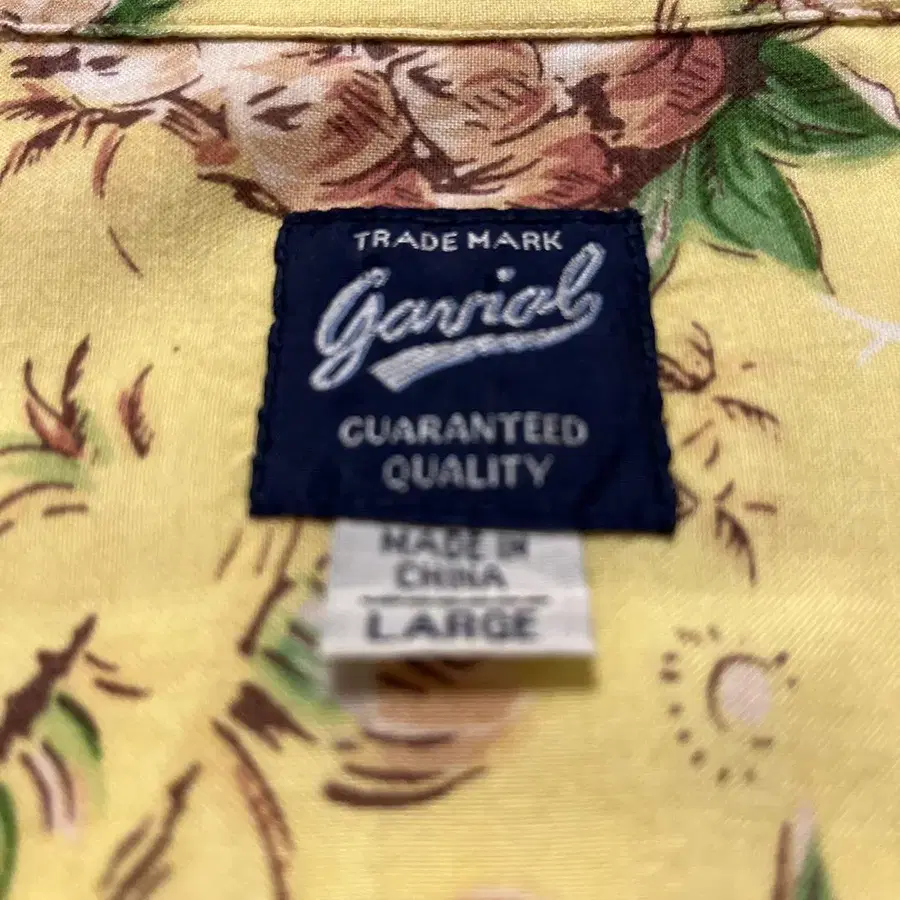 TRADE MARK
gavial
GUARANTEED
QUALITY
MADE IN
CHINA
LARGE